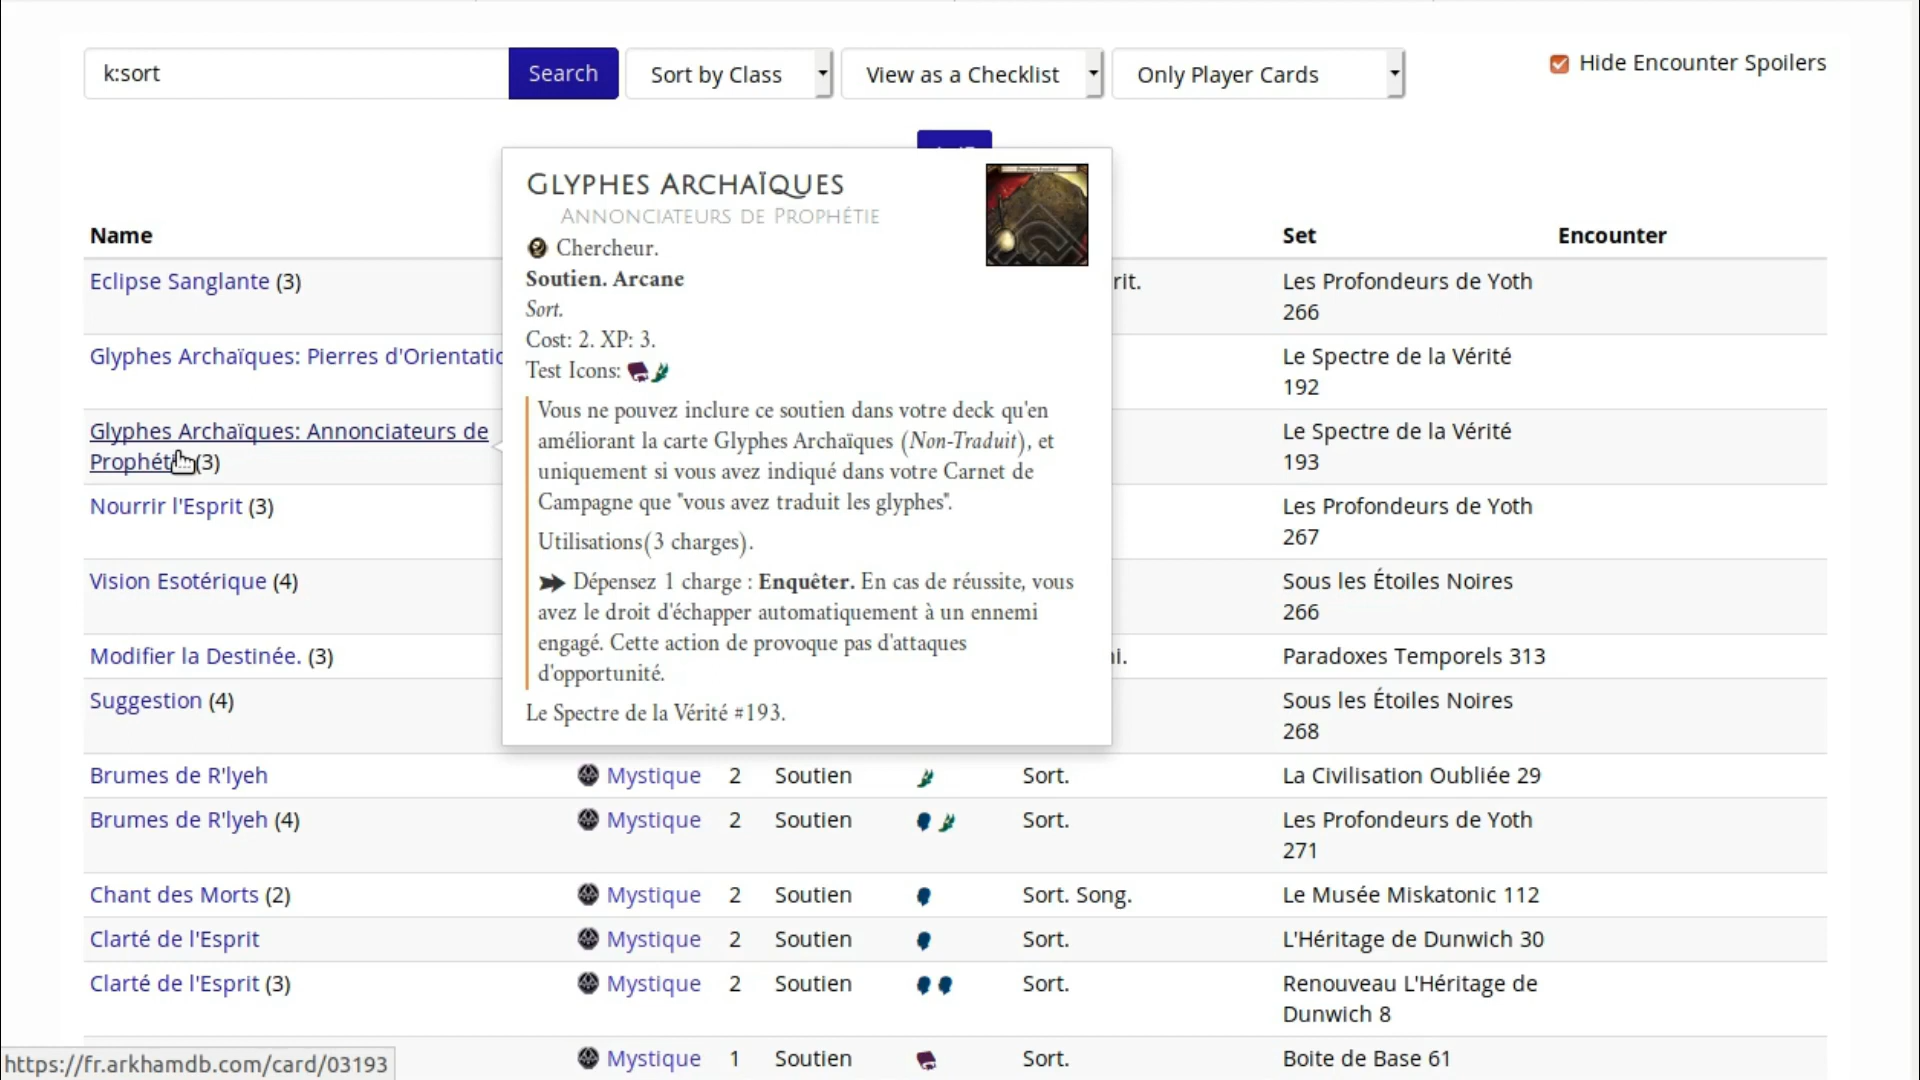 k:sort
Search
Sort by Class
View as a Checklist
Only Player Cards
Hide Encounter Spoilers
Name
Set
Encounter
Eclipse Sanglante (3)
rit.
Les Profondeurs de Yoth
266
Glyphes Archaïques: Pierres d'Orientatio
Le Spectre de la Vérité
192
Glyphes Archaïques: Annonciateurs de
(3)
Le Spectre de la Vérité
193
Nourrir l'Esprit (3)
Les Profondeurs de Yoth
267
Vision Esotérique (4)
Sous les Étoiles Noires
266
Modifier la Destinée. (3)
Paradoxes Temporels 313
Suggestion (4)
Sous les Étoiles Noires
268
Glyphes Archaïques
Annonciateurs de Prophétie
Chercheur.
Soutien. Arcane
Sort.
Cost: 2. XP: 3.
Test Icons:
Vous ne pouvez inclure ce soutien dans votre deck qu'en
améliorant la carte Glyphes Archaïques (Non-Traduit), et
uniquement si vous avez indiqué dans votre Carnet de
Campagne que "vous avez traduit les glyphes".
Utilisations(3 charges).
Dépensez 1 charge : Enquêter. En cas de réussite, vous
avez le droit d'échapper automatiquement à un ennemi
engagé. Cette action de provoque pas d'attaques
d'opportunité.
Le Spectre de la Vérité #193.
Brumes de R'lyeh Mystique 2 Soutien Sort. La Civilisation Oubliée 29
Brumes de R'lyeh (4) Mystique 2 Soutien Sort. Les Profondeurs de Yoth
271
Chant des Morts (2) Mystique 2 Soutien Sort. Song. Le Musée Miskatonic 112
Clarté de l'Esprit Mystique 2 Soutien Sort. L'Héritage de Dunwich 30
Clarté de l'Esprit (3) Mystique 2 Soutien Sort. Renouveau L'Héritage de
Dunwich 8
Mystique 1 Soutien Sort. Boite de Base 61
https://fr.arkhamdb.com/card/03193